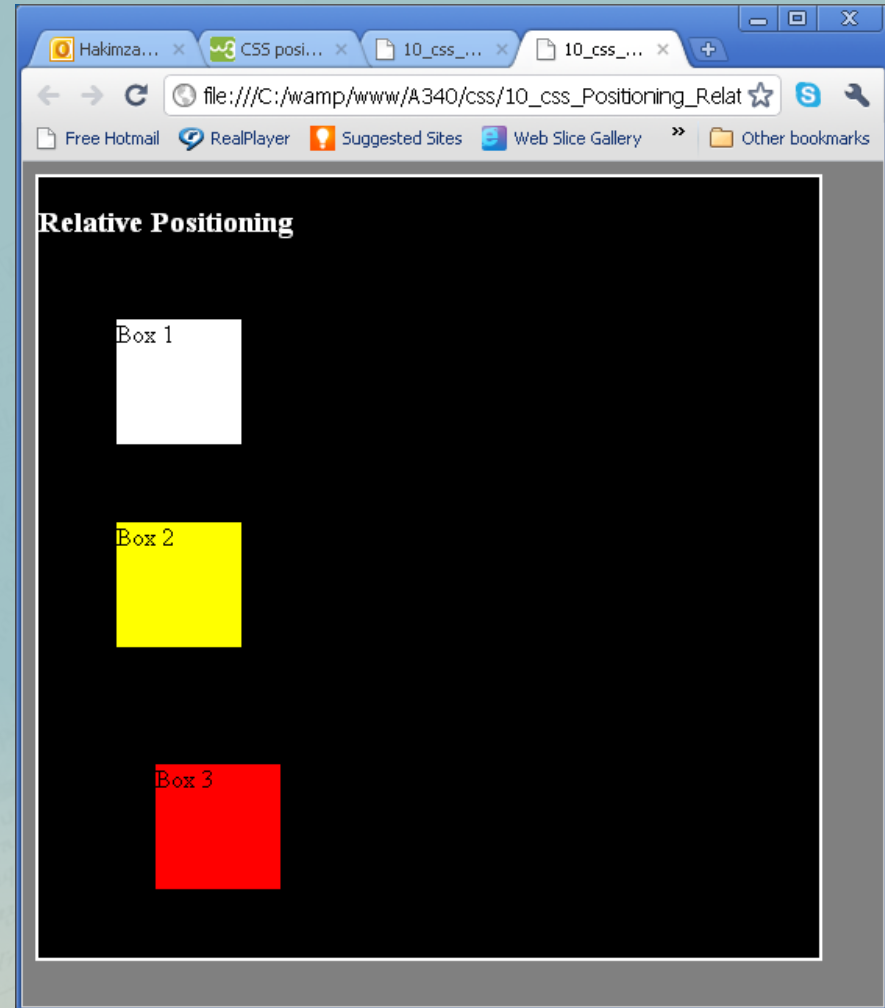 Hakimza... CSS posi... 10_css_... 10_css_...
file:///C:/wamp/www/A340/css/10_css_Positioning_Relat
Free Hotmail RealPlayer Suggested Sites Web Slice Gallery » Other bookmarks
Relative Positioning
Box 1
Box 2
Box 3